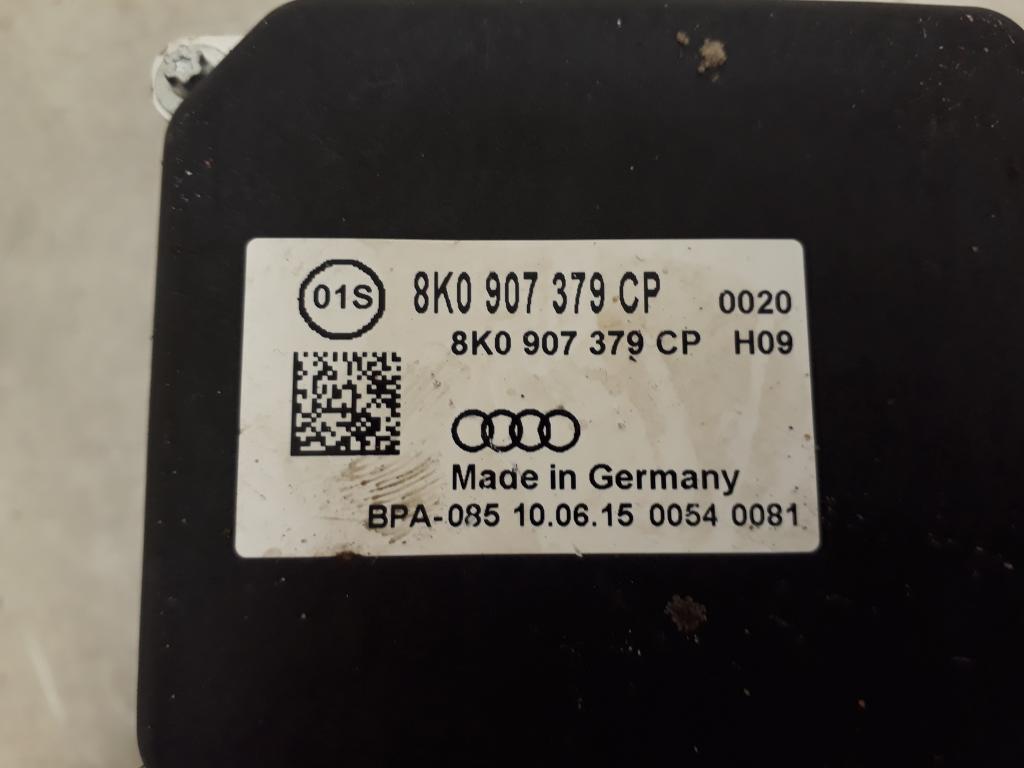 01S 8K0 907 379 CP 0020
8K0 907 379 CP H09
Made in Germany
BPA-085 10.06.15 0054 0081